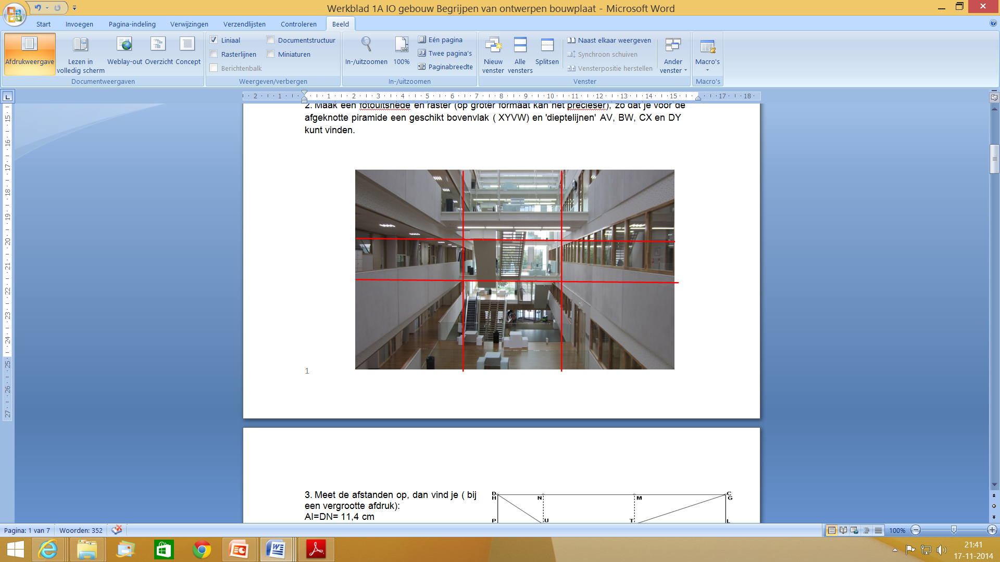 Werkblad 1A IO gebouw Begrijpen van ontwerpen bouwplaat - Microsoft Word
Start Invoegen Pagina-indeling Verwijzingen Verzendlijsten Controleren Beeld
Afdrukweergave
Lezen in volledig scherm
Weblay-out Overzicht Concept
Documentweergaven
Liniaal
Rasterlijnen
Berichtenbalk
Documentstructuur
Miniaturen
Weergeven/verbergen
In-/uitzoomen
100%
Eén pagina
Twee pagina's
Paginabreedte
In-/uitzoomen
Nieuw venster
Alle vensters
Splitsen
Naast elkaar weergeven
Synchroon schuiven
Vensterpositie herstellen
Ander venster
Venster
Macro's
Macro's
2 1 1 2 3 4 5 6 7 8 9 10 11 12 13 14 15 17 18
15 16 17 18 19 20 21 22 23 24 25 26 27
2. Maak een fotouitsnede en raster (op groter formaat kan het preciezer), zo dat je voor de
afgeknotte piramide een geschikt bovenvlak ( XYVW) en 'dieptelijnen' AV, BW, CX en DY
kunt vinden.
1
3. Meet de afstanden op, dan vind je ( bij
een vergrootte afdruk):
AI=DN= 11,4 cm
D C
H N M G
P U T L
Pagina: 1 van 7 Woorden: 352 100%
21:41
17-11-2014